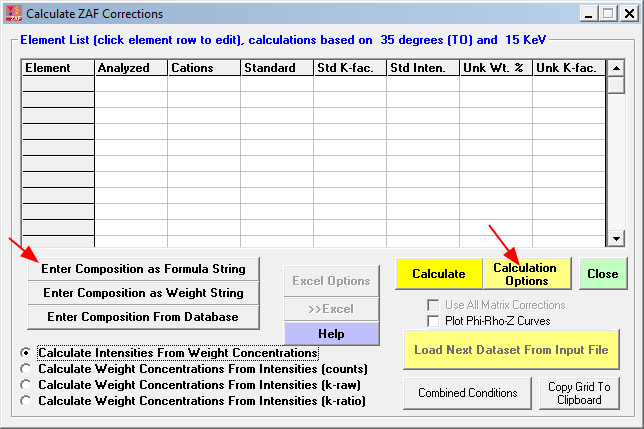 ZAF
Calculate ZAF Corrections
Element List (click element row to edit), calculations based on  35 degrees (TO) and  15 KeV
Element Analyzed Cations Standard Std K-fac. Std Inten. Unk Wt. % Unk K-fac.
Enter Composition as Formula String
Enter Composition as Weight String
Enter Composition From Database
Excel Options
>>Excel
Help
Calculate
Calculation
Options
Close
Use All Matrix Corrections
Plot Phi-Rho-Z Curves
Load Next Dataset From Input File
Calculate Intensities From Weight Concentrations
Calculate Weight Concentrations From Intensities (counts)
Calculate Weight Concentrations From Intensities (k-raw)
Calculate Weight Concentrations From Intensities (k-ratio)
Combined Conditions
Copy Grid To
Clipboard